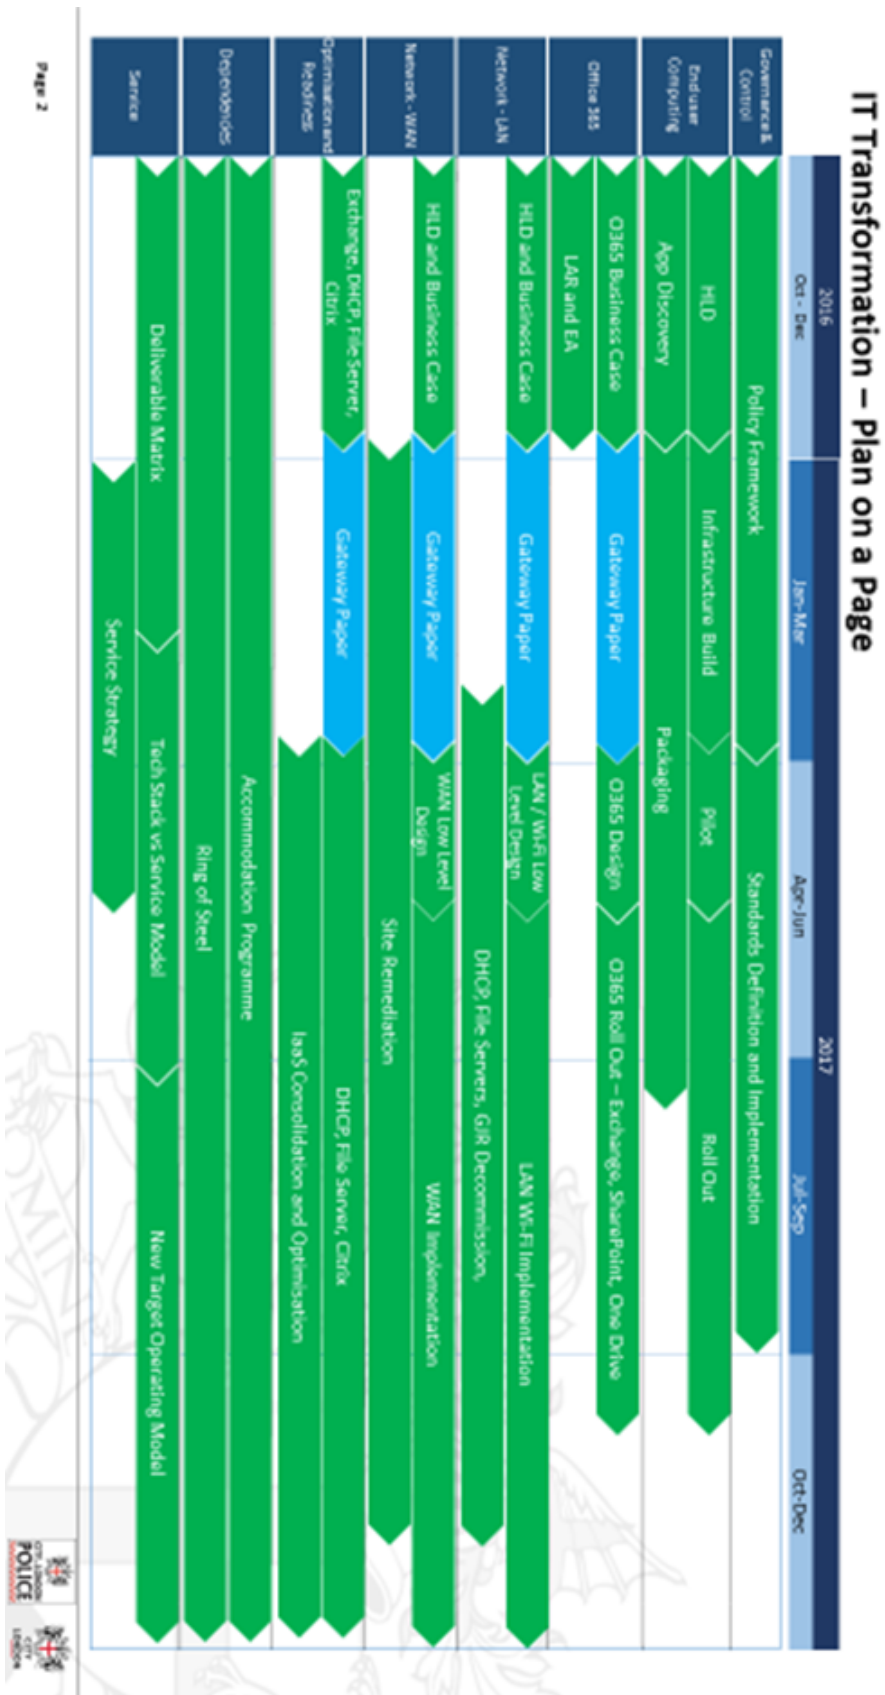 IT Transformation – Plan on a Page
2016
2017
Oct - Dec
Jan-Mar
Apr-Jun
Jul-Sep
Oct-Dec
Governance &
Control
Policy Framework
Standards Definition and Implementation
End user
Computing
HLD
Infrastructure Build
Pilot
Roll Out
App Discovery
Packaging
Office 365
O365 Business Case
Gateway Paper
O365 Design
O365 Roll Out – Exchange, SharePoint, One Drive
LAR and EA
Network - LAN
HLD and Business Case
Gateway Paper
LAN / Wi-Fi Low
Level Design
LAN Wi-Fi Implementation
DHCP, File Servers, GJR Decommission,
Network - WAN
HLD and Business Case
Gateway Paper
WAN Low Level
Design
WAN Implementation
Site Remediation
Optimisation and
Readiness
Exchange, DHCP, File Server,
Citrix
Gateway Paper
DHCP, File Server, Citrix
IaaS Consolidation and Optimisation
Dependencies
Accommodation Programme
Ring of Steel
Service
Deliverable Matrix
Tech Stack vs Service Model
New Target Operating Model
Service Strategy
Page 2
CITY LONDON
POLICE
CITY
LONDON